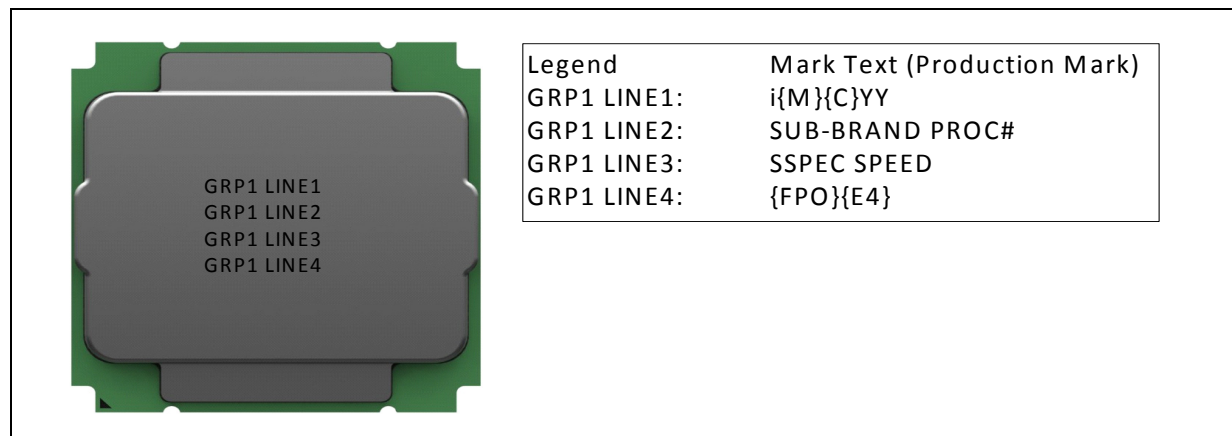 GRP1 LINE1
GRP1 LINE2
GRP1 LINE3
GRP1 LINE4
Legend Mark Text (Production Mark)
GRP1 LINE1: i{M}{C}YY
GRP1 LINE2: SUB-BRAND PROC#
GRP1 LINE3: SSPEC SPEED
GRP1 LINE4: {FPO}{E4}